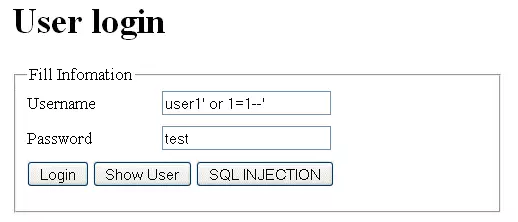 User login
Fill Infomation
Username user1' or 1=1--'
Password test
Login Show User SQL INJECTION